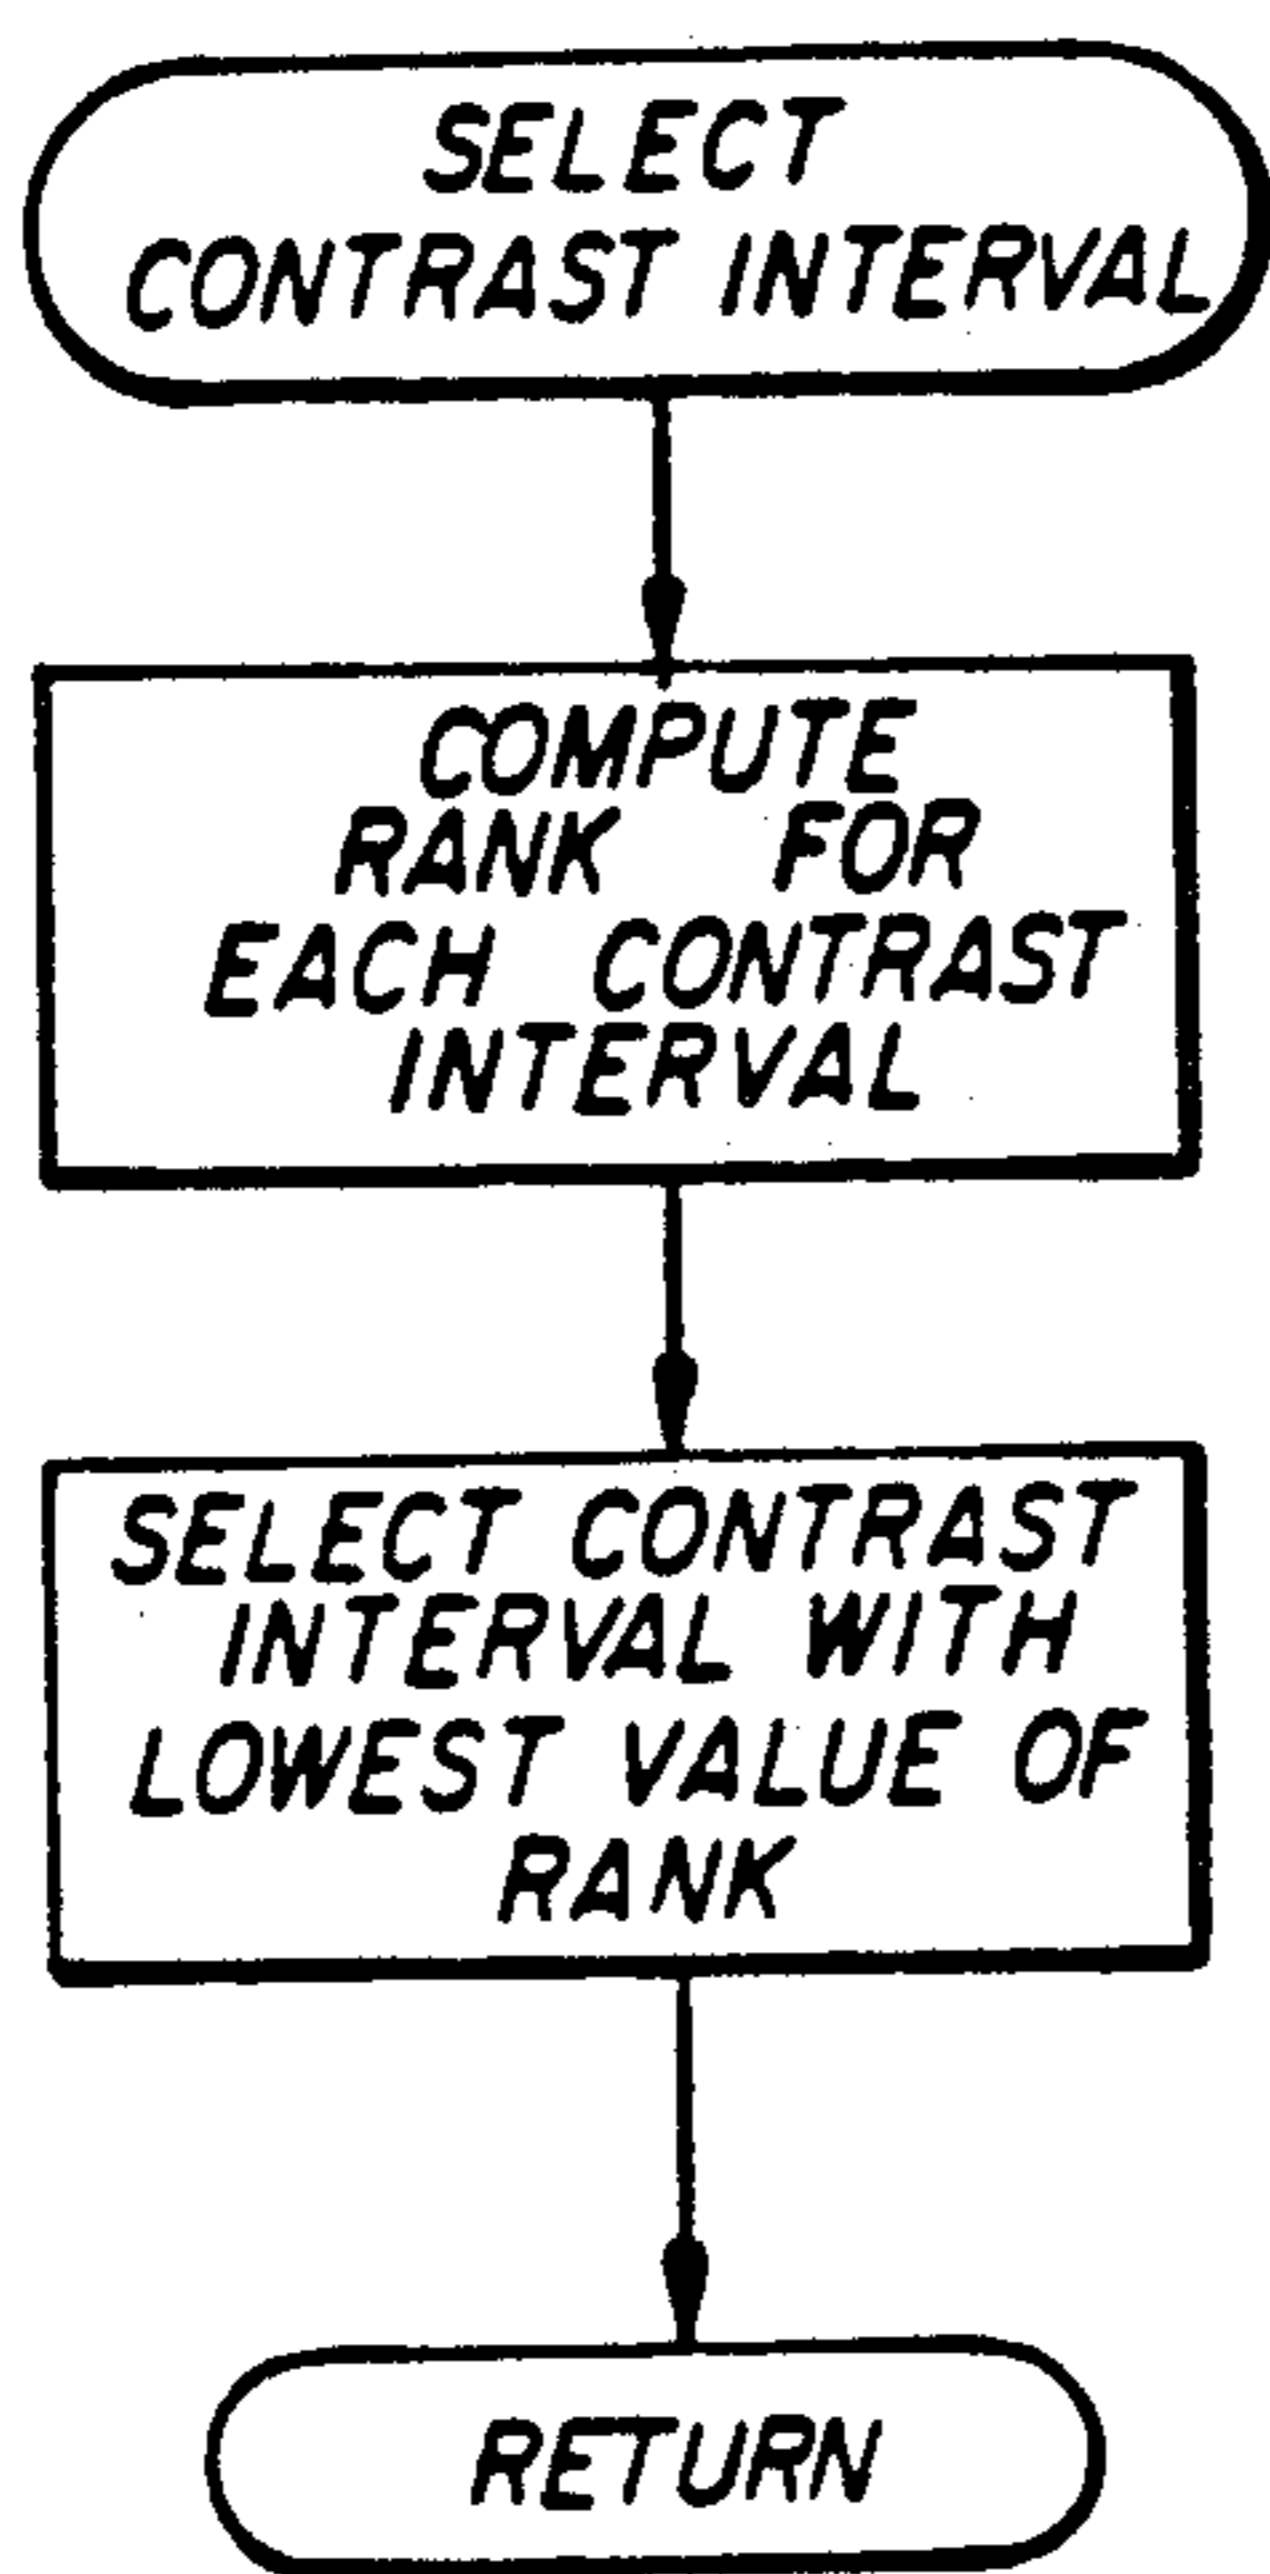 SELECT
CONTRAST INTERVAL
COMPUTE
RANK FOR
EACH CONTRAST
INTERVAL
SELECT CONTRAST
INTERVAL WITH
LOWEST VALUE OF
RANK
RETURN